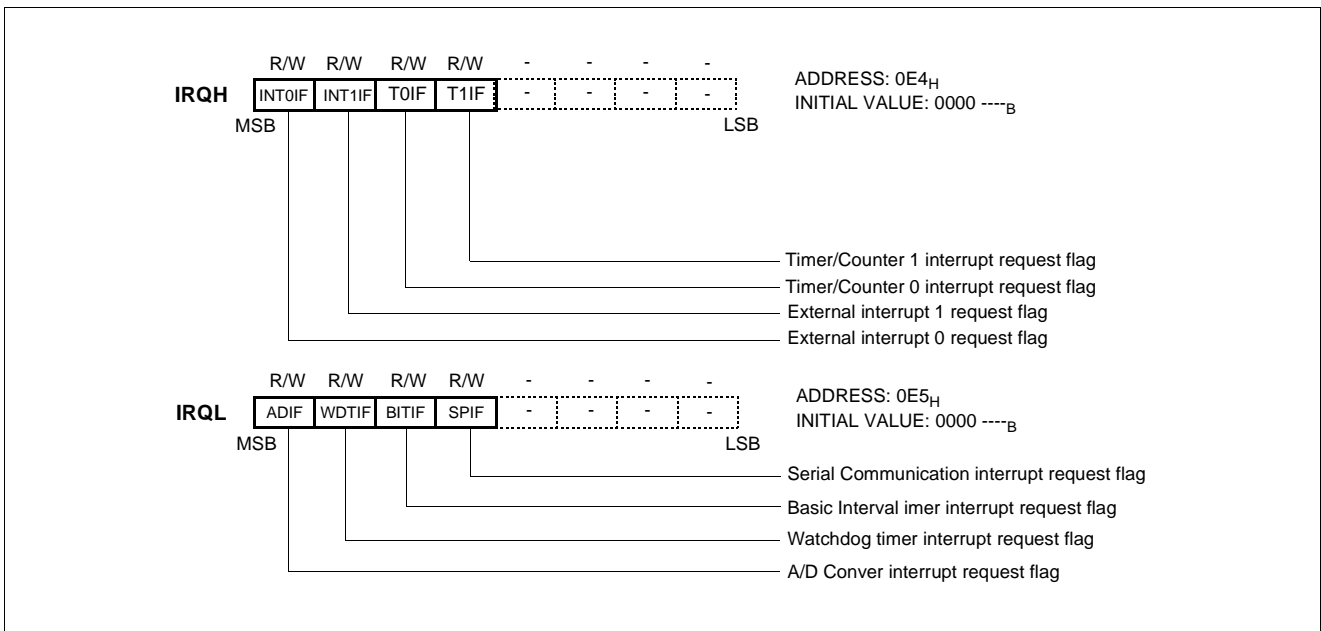 R/W R/W R/W R/W - - - -
IRQH INT0IF INT1IF T0IF T1IF - - - - ADDRESS: 0E4H
INITIAL VALUE: 0000 ----B
MSB LSB
Timer/Counter 1 interrupt request flag
Timer/Counter 0 interrupt request flag
External interrupt 1 request flag
External interrupt 0 request flag
R/W R/W R/W R/W - - - -
IRQL ADIF WDTIF BITIF SPIF - - - - ADDRESS: 0E5H
INITIAL VALUE: 0000 ----B
MSB LSB
Serial Communication interrupt request flag
Basic Interval imer interrupt request flag
Watchdog timer interrupt request flag
A/D Conver interrupt request flag